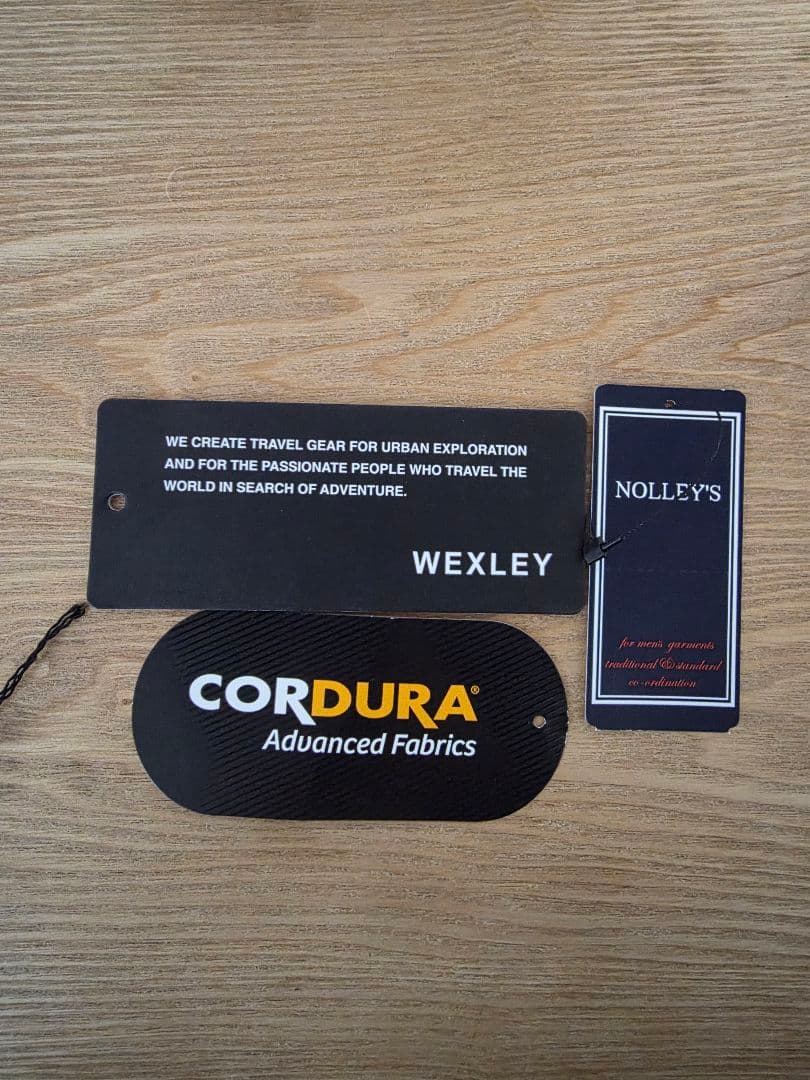 WE CREATE TRAVEL GEAR FOR URBAN EXPLORATION
AND FOR THE PASSIONATE PEOPLE WHO TRAVEL THE
WORLD IN SEARCH OF ADVENTURE.
WEXLEY
NOLLEY'S
for men's garments
traditional & standard
co-ordination
CORDURA®
Advanced Fabrics